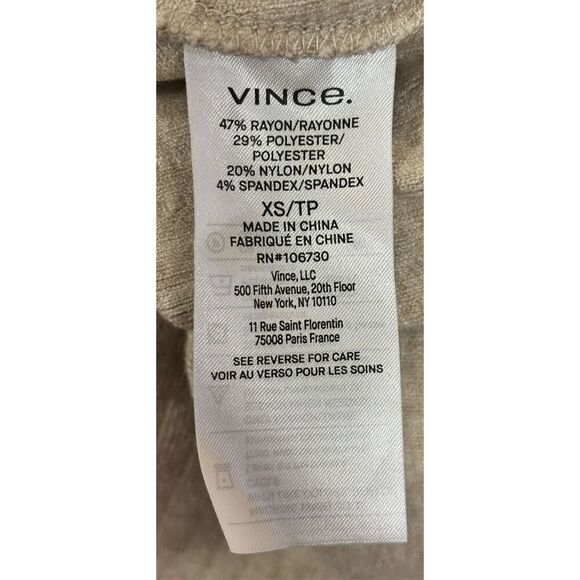 VINCe.
47% RAYON/RAYONNE
29% POLYESTER/
POLYESTER
20% NYLON/NYLON
4% SPANDEX/SPANDEX
XS/TP
MADE IN CHINA
FABRIQUÉ EN CHINE
RN#106730
Vince, LLC
500 Fifth Avenue, 20th Floor
New York, NY 10110
11 Rue Saint Florentin
75008 Paris France
SEE REVERSE FOR CARE
VOIR AU VERSO POUR LES SOINS